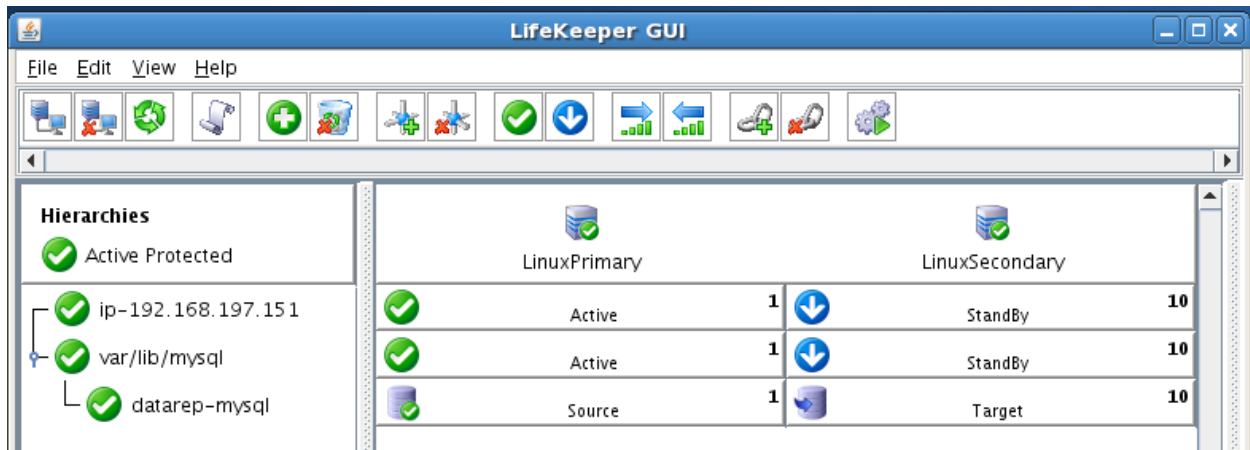 LifeKeeper GUI
File Edit View Help
Hierarchies
Active Protected
LinuxPrimary
LinuxSecondary
ip-192.168.197.151
Active
1
StandBy
10
var/lib/mysql
Active
1
StandBy
10
datarep-mysql
Source
1
Target
10